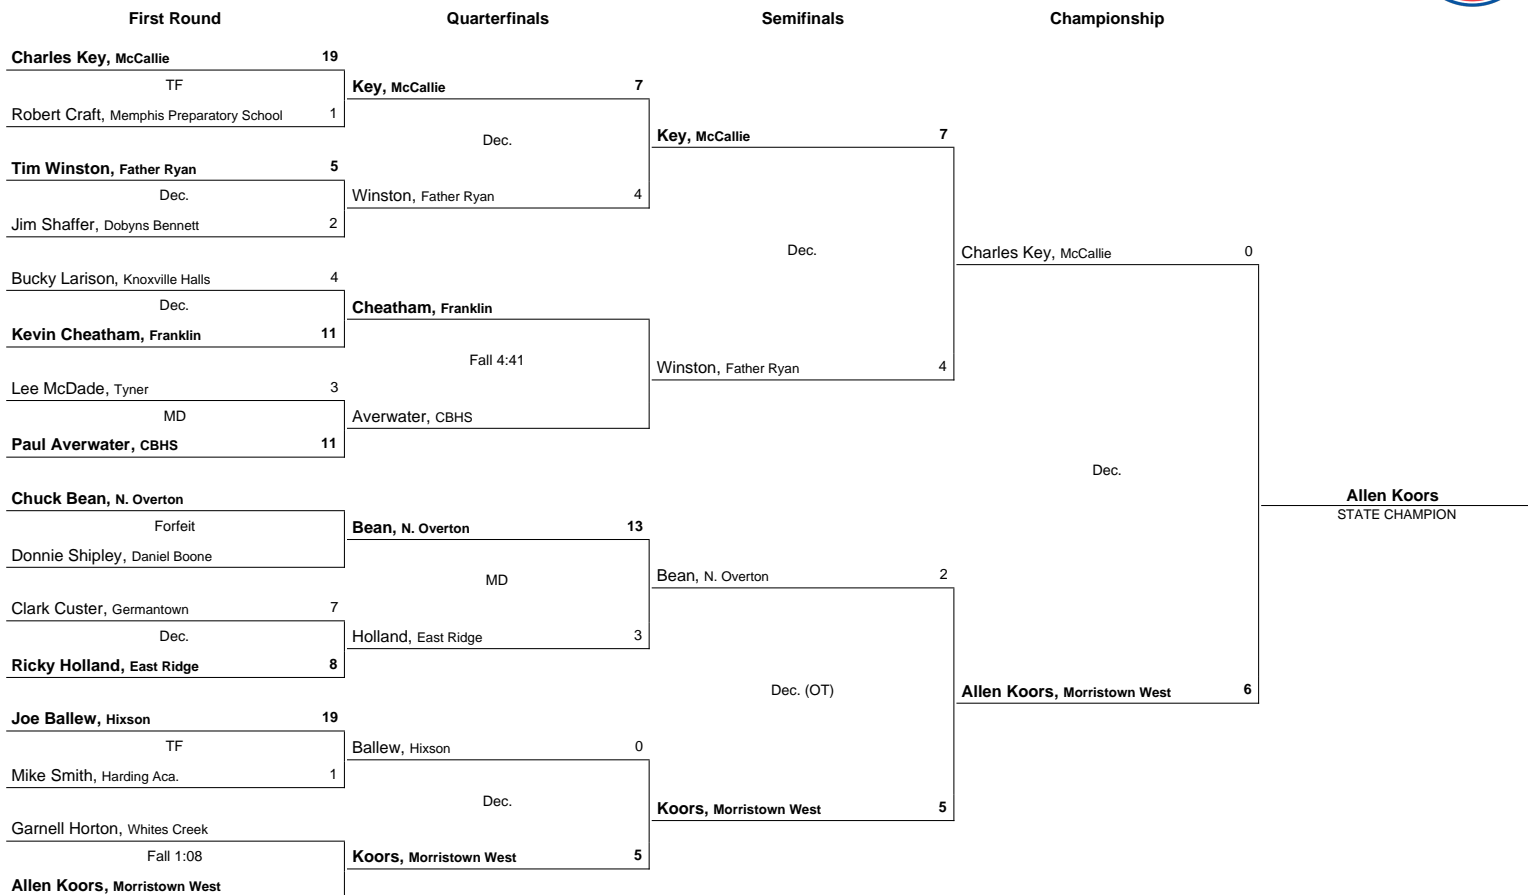 First Round
Quarterfinals
Semifinals
Championship
Charles Key, McCallie 19
TF
Robert Craft, Memphis Preparatory School 1
Tim Winston, Father Ryan 5
Dec.
Jim Shaffer, Dobyns Bennett 2
Bucky Larison, Knoxville Halls 4
Dec.
Kevin Cheatham, Franklin 11
Lee McDade, Tyner 3
MD
Paul Averwater, CBHS 11
Chuck Bean, N. Overton
Forfeit
Donnie Shipley, Daniel Boone
Clark Custer, Germantown 7
Dec.
Ricky Holland, East Ridge 8
Joe Ballew, Hixson 19
TF
Mike Smith, Harding Aca. 1
Garnell Horton, Whites Creek
Fall 1:08
Allen Koors, Morristown West
Key, McCallie 7
Dec.
Winston, Father Ryan 4
Cheatham, Franklin
Fall 4:41
Averwater, CBHS
Bean, N. Overton 13
MD
Holland, East Ridge 3
Ballew, Hixson 0
Dec.
Koors, Morristown West 5
Key, McCallie 7
Dec.
Winston, Father Ryan 4
Bean, N. Overton 2
Dec. (OT)
Koors, Morristown West 5
Charles Key, McCallie 0
Dec.
Allen Koors, Morristown West 6
Allen Koors
STATE CHAMPION